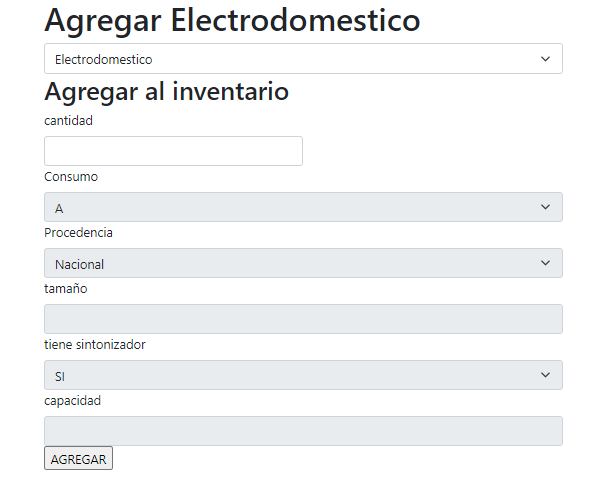 Agregar Electrodomestico
Electrodomestico
Agregar al inventario
cantidad
Consumo
A
Procedencia
Nacional
tamaño
tiene sintonizador
SI
capacidad
AGREGAR